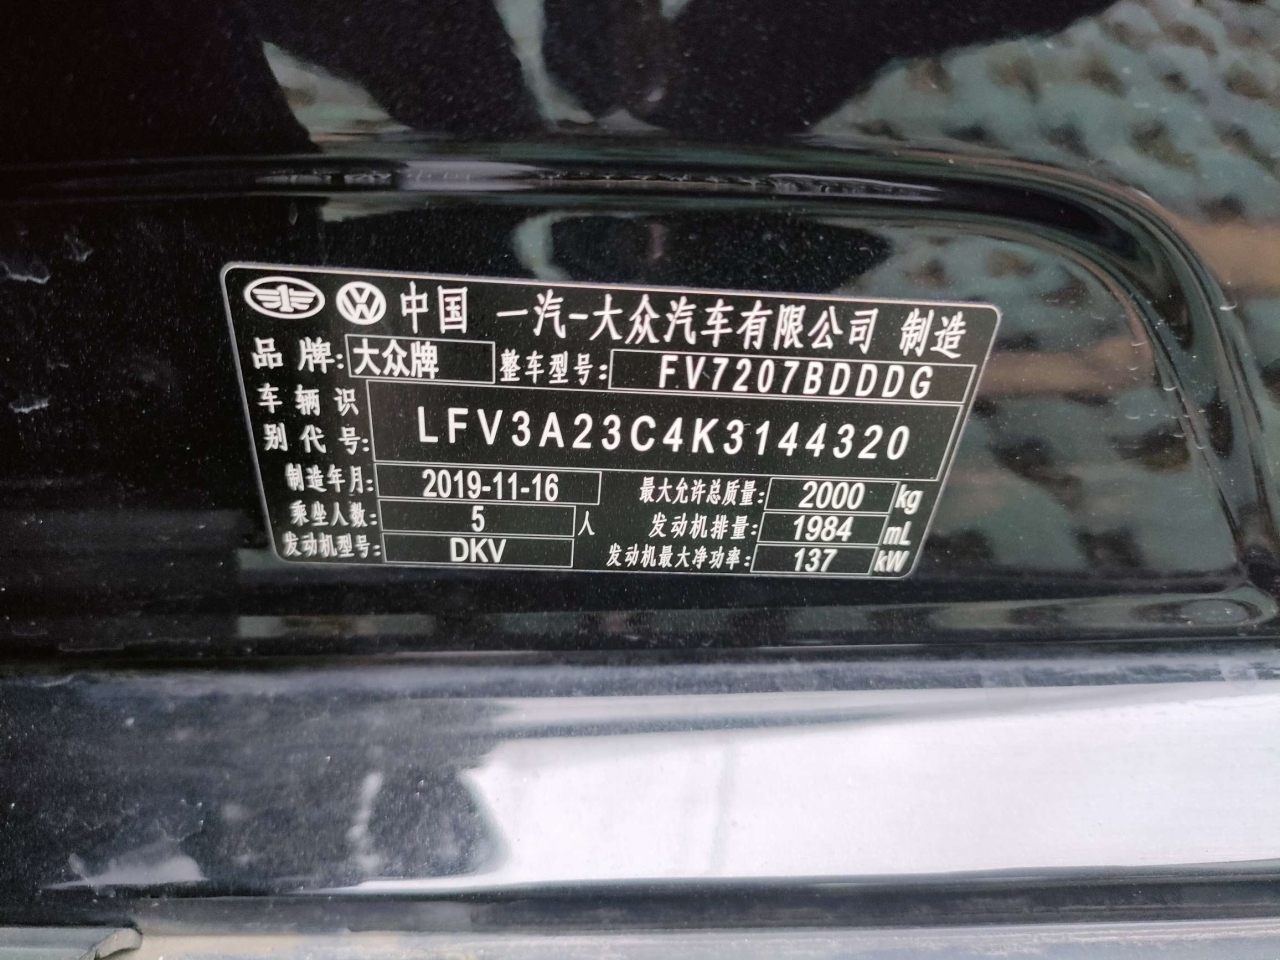 中国 一汽-大众汽车有限公司 制造
品牌: 大众牌 整车型号: FV7207BDDDG
车辆识别代号: LFV3A23C4K3144320
制造年月: 2019-11-16 最大允许总质量: 2000 kg
乘坐人数: 5 人 发动机排量: 1984 mL
发动机型号: DKV 发动机最大净功率: 137 kW